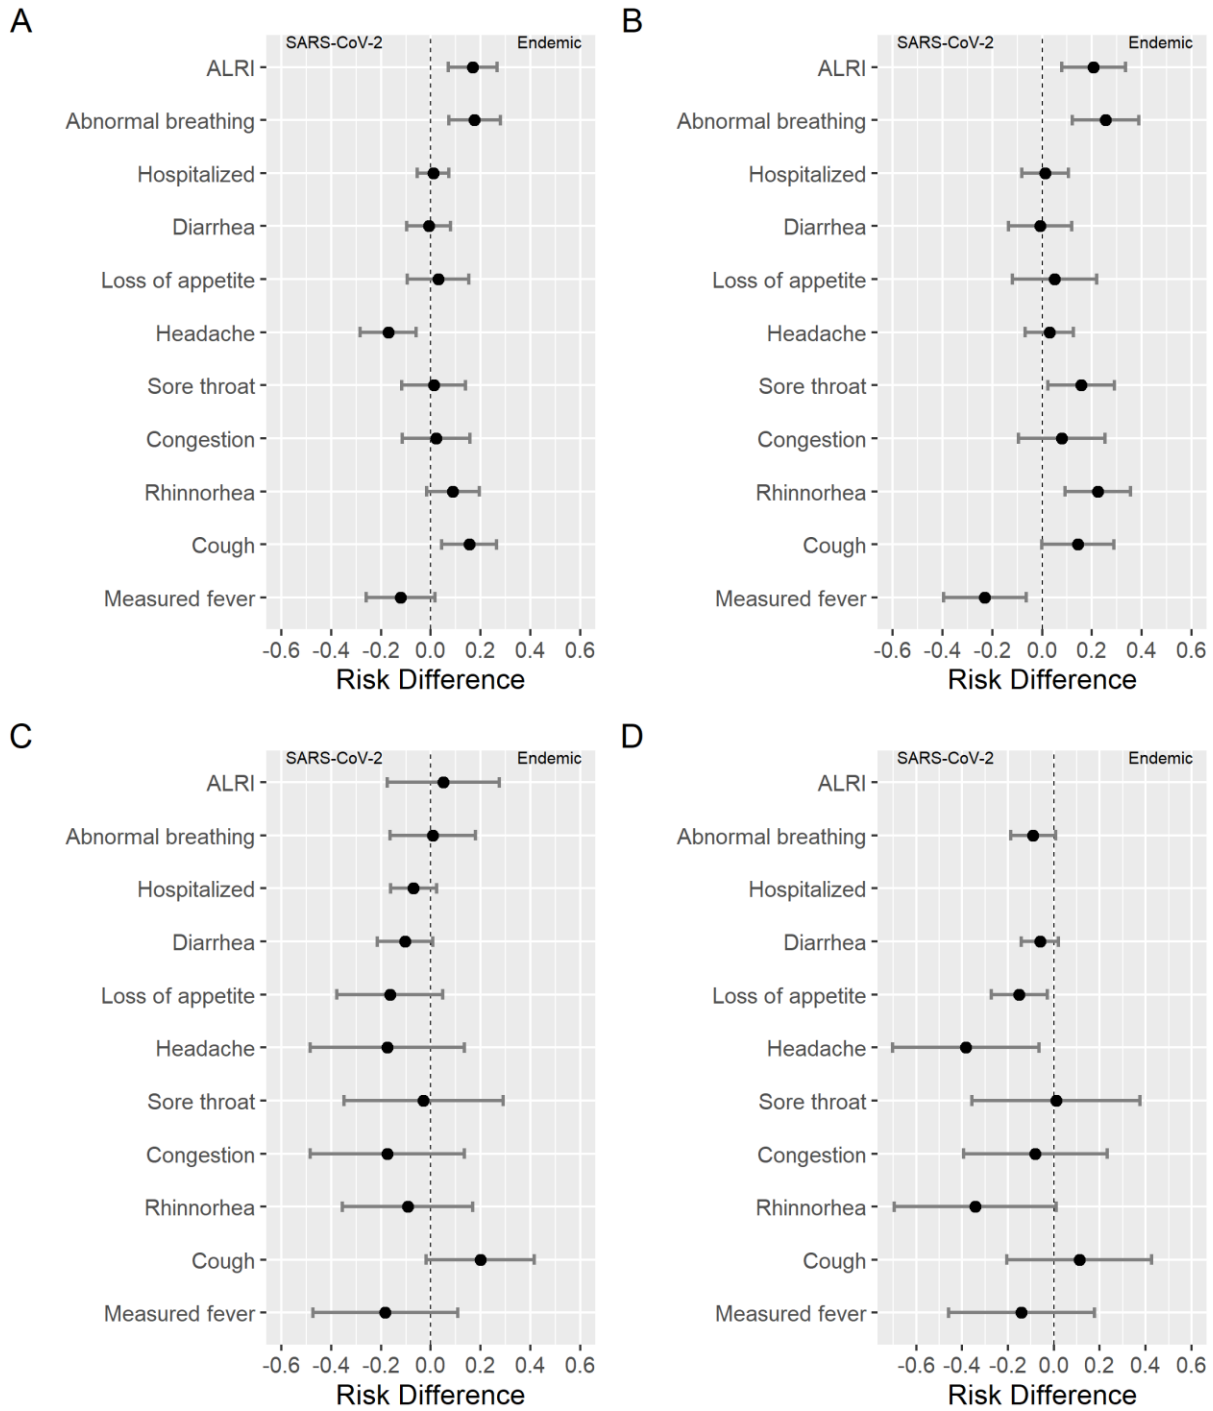 A
SARS-CoV-2 Endemic
ALRI
Abnormal breathing
Hospitalized
Diarrhea
Loss of appetite
Headache
Sore throat
Congestion
Rhinnorhea
Cough
Measured fever
-0.6 -0.4 -0.2 0.0 0.2 0.4 0.6
Risk Difference
B
SARS-CoV-2 Endemic
ALRI
Abnormal breathing
Hospitalized
Diarrhea
Loss of appetite
Headache
Sore throat
Congestion
Rhinnorhea
Cough
Measured fever
-0.6 -0.4 -0.2 0.0 0.2 0.4 0.6
Risk Difference
C
SARS-CoV-2 Endemic
ALRI
Abnormal breathing
Hospitalized
Diarrhea
Loss of appetite
Headache
Sore throat
Congestion
Rhinnorhea
Cough
Measured fever
-0.6 -0.4 -0.2 0.0 0.2 0.4 0.6
Risk Difference
D
SARS-CoV-2 Endemic
ALRI
Abnormal breathing
Hospitalized
Diarrhea
Loss of appetite
Headache
Sore throat
Congestion
Rhinnorhea
Cough
Measured fever
-0.6 -0.4 -0.2 0.0 0.2 0.4 0.6
Risk Difference